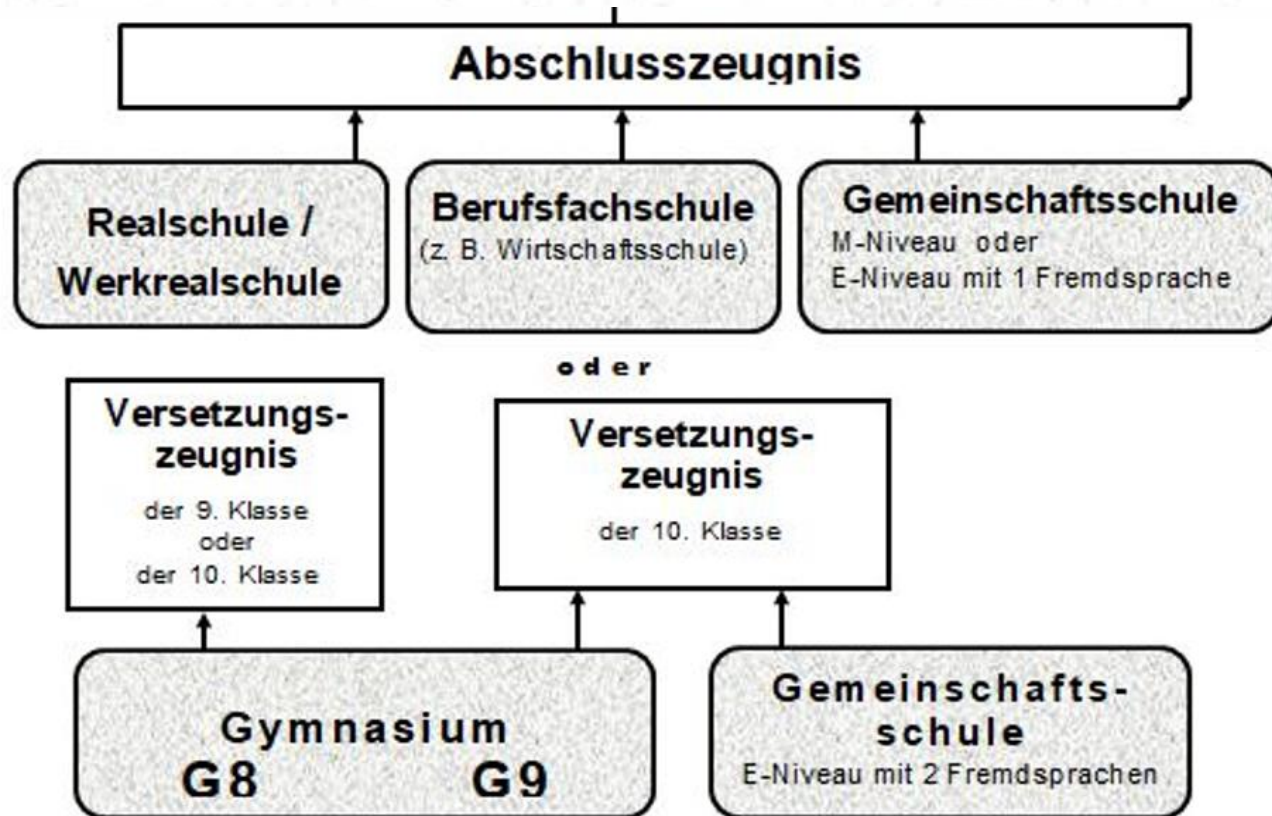 Abschlusszeugnis
Realschule /
Werkrealschule
Berufsfachschule
(z. B. Wirtschaftsschule)
Gemeinschaftsschule
M-Niveau oder
E-Niveau mit 1 Fremdsprache
oder
Versetzungs-
zeugnis
der 9. Klasse
oder
der 10. Klasse
Versetzungs-
zeugnis
der 10. Klasse
Gymnasium
G8 G9
Gemeinschafts-
schule
E-Niveau mit 2 Fremdsprachen